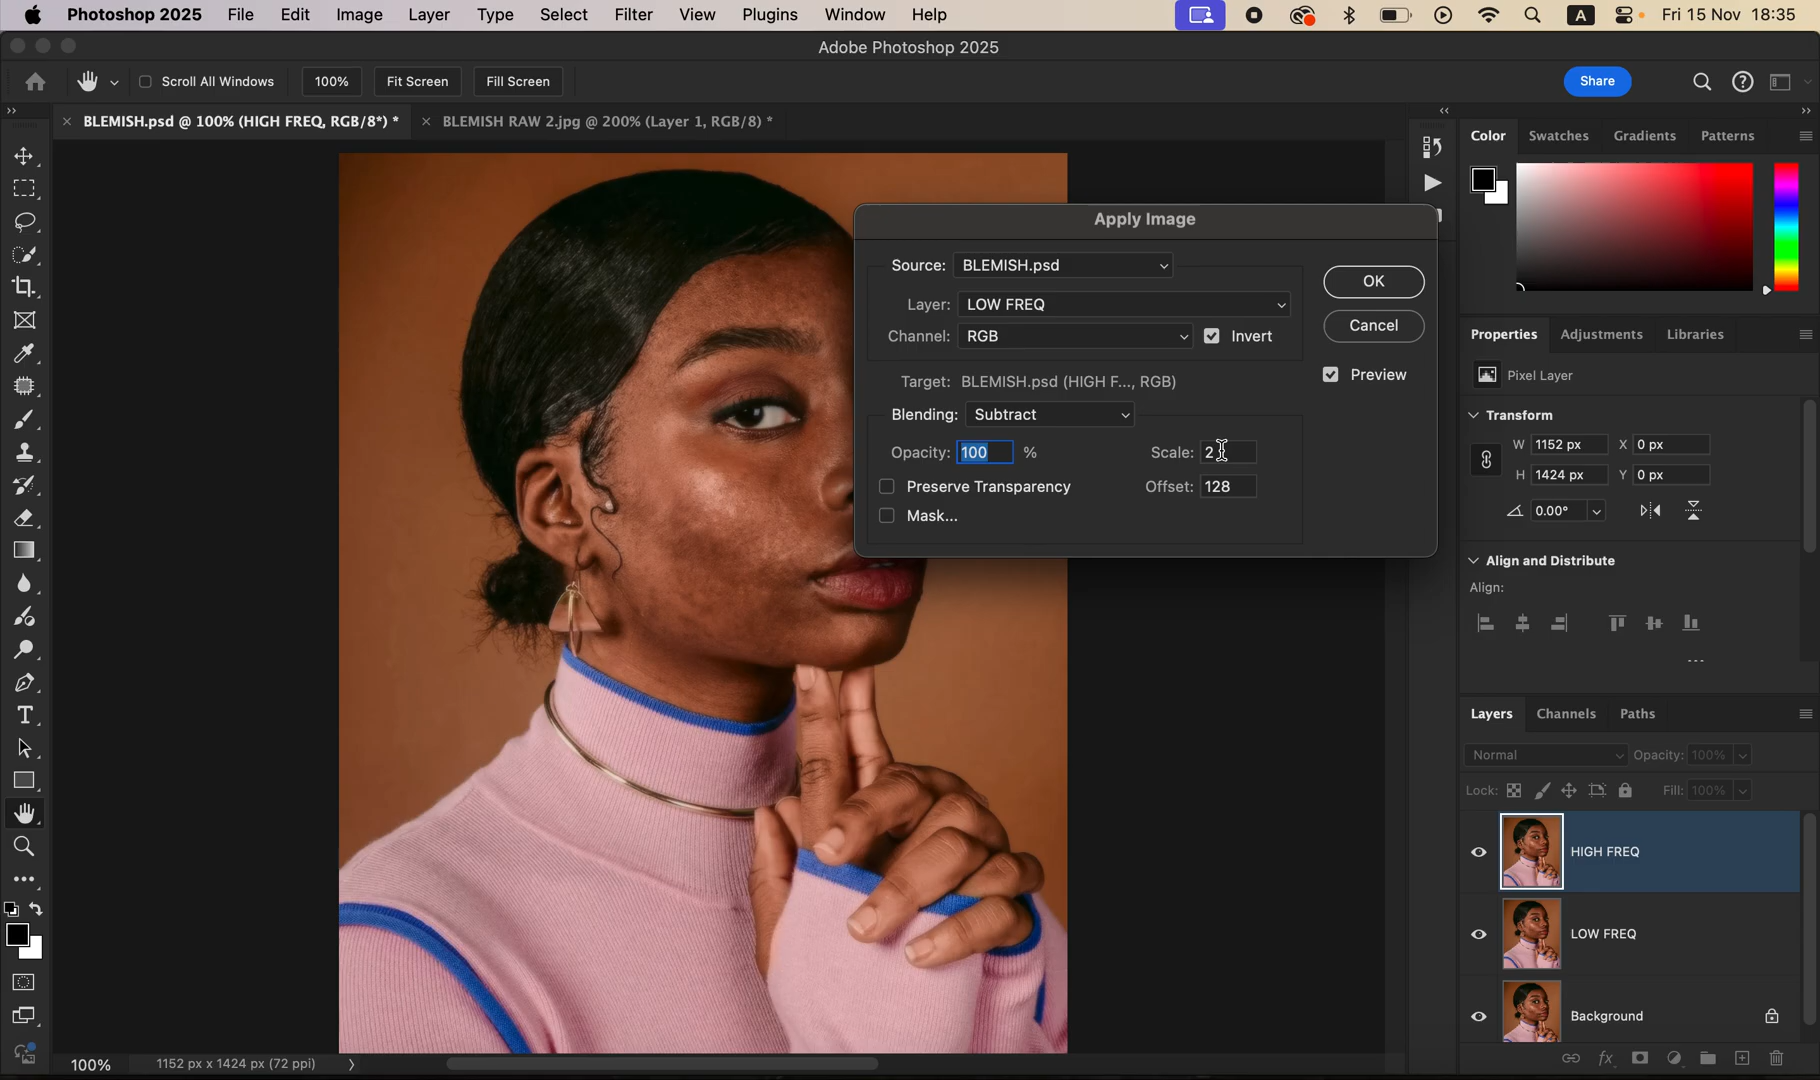 Photoshop 2025 File Edit Image Layer Type Select Filter View Plugins Window Help A Fri 15 Nov 18:35
Adobe Photoshop 2025
Scroll All Windows 100% Fit Screen Fill Screen Share
BLEMISH.psd @ 100% (HIGH FREQ, RGB/8*) * BLEMISH RAW 2.jpg @ 200% (Layer 1, RGB/8) *
Color Swatches Gradients Patterns
Apply Image
Source: BLEMISH.psd
OK
Layer: LOW FREQ
Cancel
Channel: RGB Invert
Preview
Target: BLEMISH.psd (HIGH F..., RGB)
Blending: Subtract
Opacity: 100 % Scale: 2
Preserve Transparency Offset: 128
Mask...
Properties Adjustments Libraries
Pixel Layer
Transform
W 1152 px X 0 px
H 1424 px Y 0 px
0.00°
Align and Distribute
Align:
Layers Channels Paths
Normal Opacity: 100%
Lock: Fill: 100%
HIGH FREQ
LOW FREQ
Background
100% 1152 px x 1424 px (72 ppi)